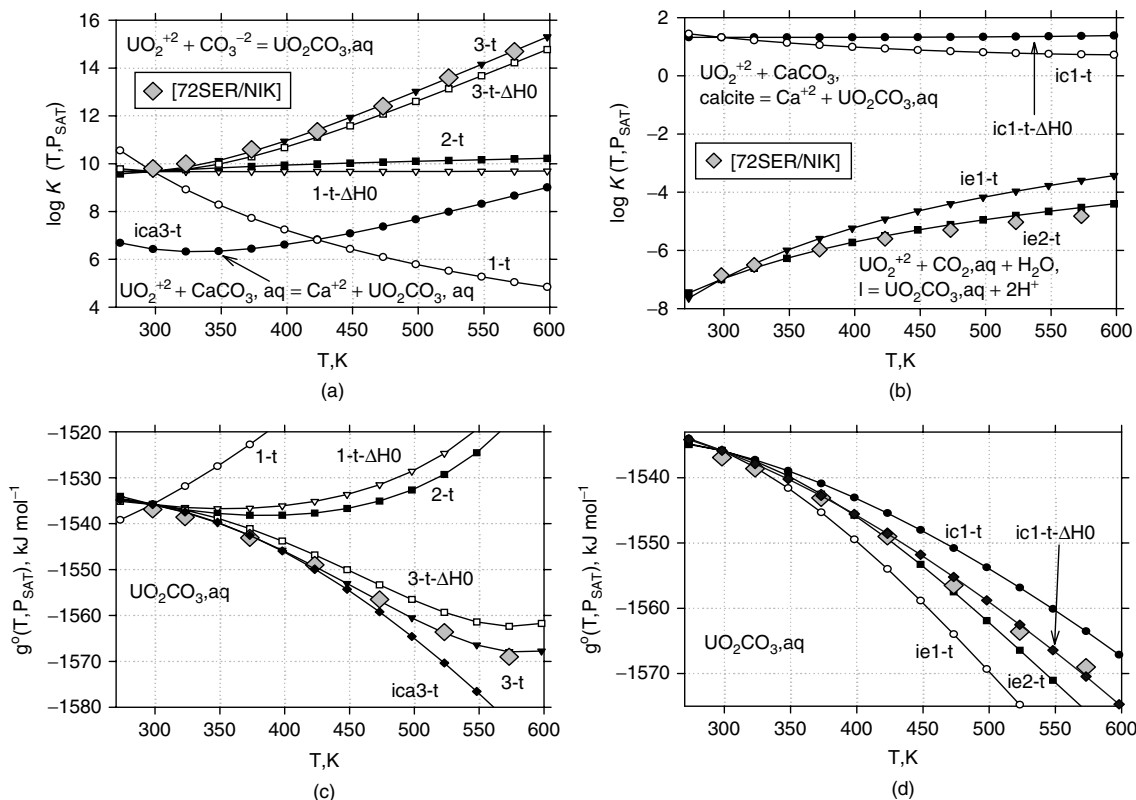 16
14
12
10
8
6
4
log K (T,P_SAT)
UO₂⁺² + CO₃⁻² = UO₂CO₃,aq
[72SER/NIK]
3-t
3-t-ΔH0
2-t
1-t-ΔH0
ica3-t
1-t
UO₂⁺² + CaCO₃, aq = Ca⁺² + UO₂CO₃, aq
300 350 400 450 500 550 600
T,K
(a)
2
0
−2
−4
−6
−8
log K (T,P_SAT)
ic1-t
UO₂⁺² + CaCO₃,
calcite = Ca⁺² + UO₂CO₃,aq
ic1-t-ΔH0
[72SER/NIK]
ie1-t
ie2-t
UO₂⁺² + CO₂,aq + H₂O,
l = UO₂CO₃,aq + 2H⁺
300 350 400 450 500 550 600
T,K
(b)
−1520
−1530
−1540
−1550
−1560
−1570
−1580
g°(T,P_SAT), kJ mol⁻¹
1-t
1-t-ΔH0
2-t
3-t-ΔH0
UO₂CO₃,aq
ica3-t
3-t
300 350 400 450 500 550 600
T,K
(c)
−1540
−1550
−1560
−1570
g°(T,P_SAT), kJ mol⁻¹
ic1-t
ic1-t-ΔH0
UO₂CO₃,aq
ie1-t
ie2-t
300 350 400 450 500 550 600
T,K
(d)